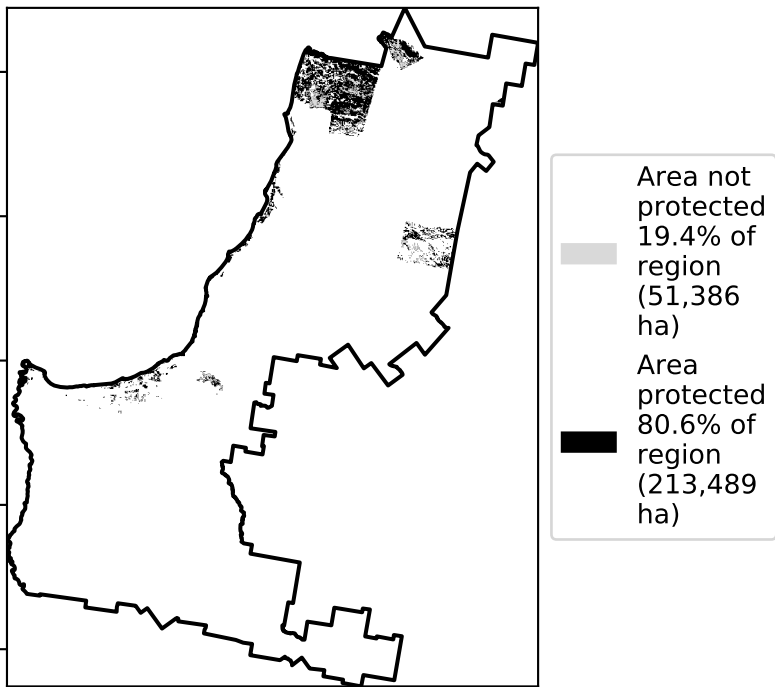 Area not
protected
19.4% of
region
(51,386
ha)
Area
protected
80.6% of
region
(213,489
ha)